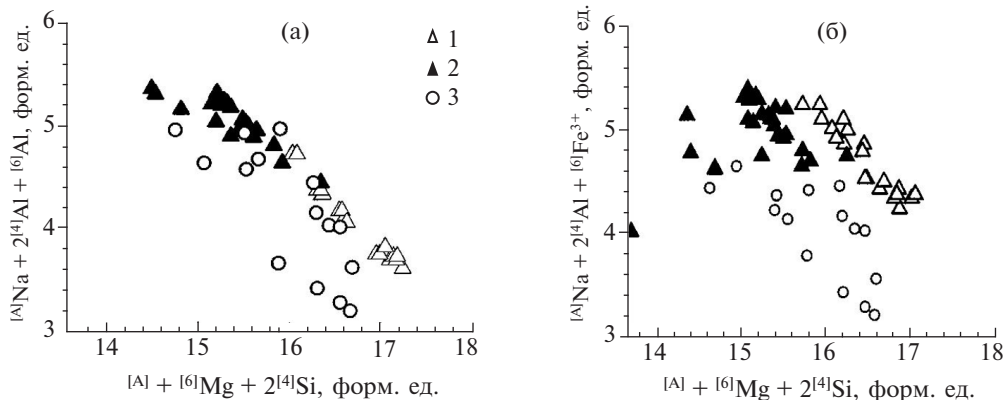 6
5
4
3
14 15 16 17 18
(а)
1
2
3
[A]Na + 2[4]Al + [6]Al, форм. ед.
[A] + [6]Mg + 2[4]Si, форм. ед.
6
5
4
3
14 15 16 17 18
(б)
[A]Na + 2[4]Al + [6]Fe3+, форм. ед.
[A] + [6]Mg + 2[4]Si, форм. ед.